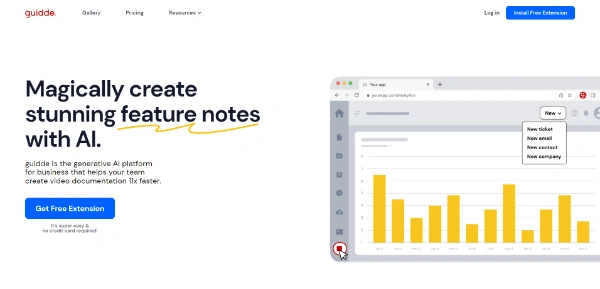 guidde.
Gallery
Pricing
Resources
Log in
Install Free Extension
Magically create
stunning feature notes
with AI.
guidde is the generative AI platform
for business that helps your team
create video documentation 11x faster.
Get Free Extension
It's super easy &
no credit card required!
Your app
yourapp.com/analytics
New
New ticket
New email
New contact
New company